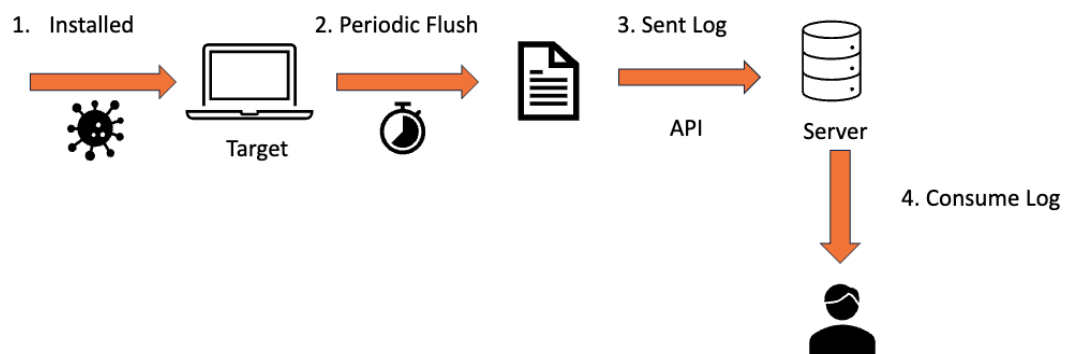 1. Installed
2. Periodic Flush
3. Sent Log
Target
API
Server
4. Consume Log